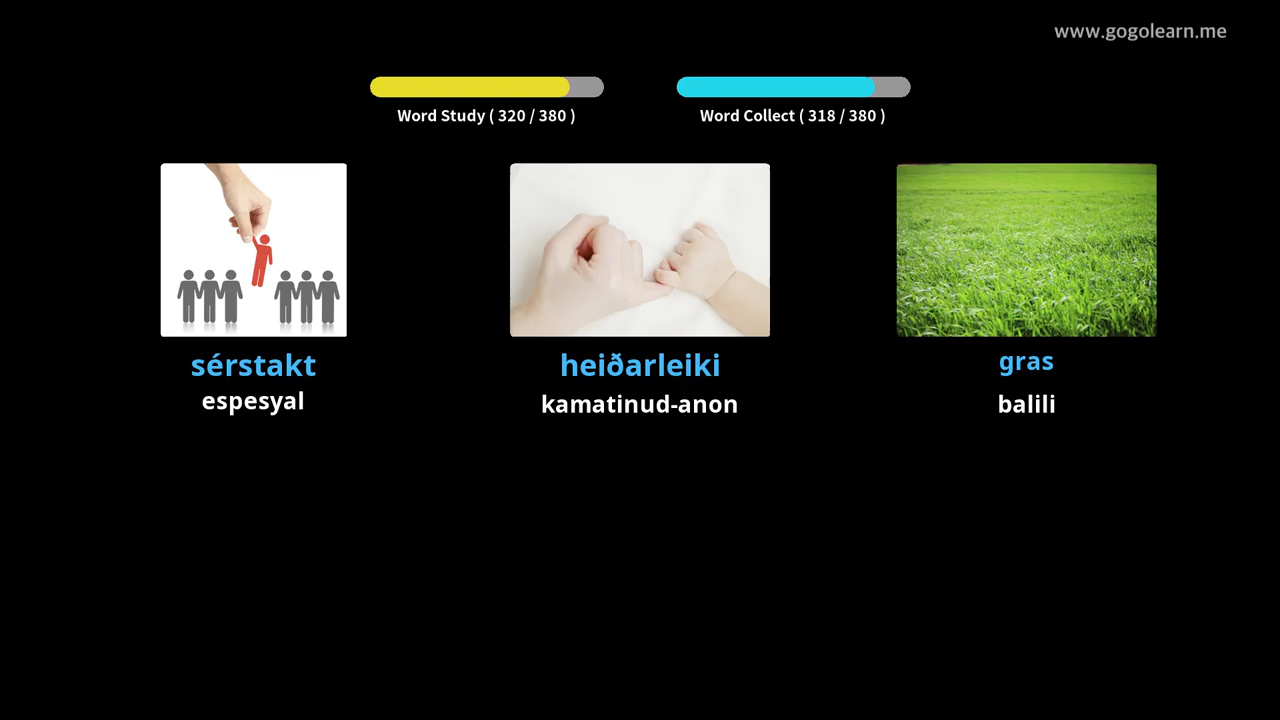 www.gogolearn.me
Word Study ( 320 / 380 )
Word Collect ( 318 / 380 )
sérstakt
espesyal
heiðarleiki
kamatinud-anon
gras
balili